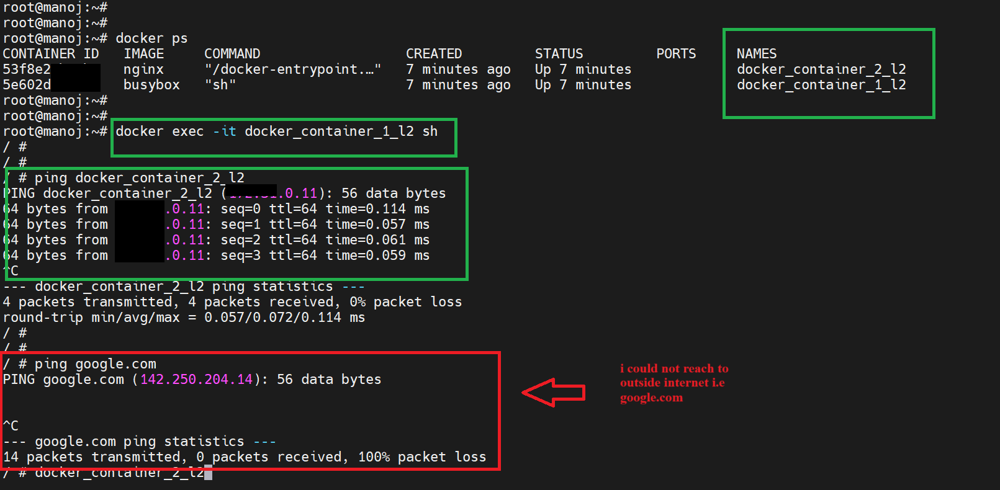 root@manoj:~#
root@manoj:~#
root@manoj:~# docker ps
CONTAINER ID   IMAGE     COMMAND                  CREATED         STATUS         PORTS     NAMES
53f8e2         nginx     "/docker-entrypoint.…"   7 minutes ago   Up 7 minutes             docker_container_2_l2
5e602d         busybox   "sh"                     7 minutes ago   Up 7 minutes             docker_container_1_l2
root@manoj:~#
root@manoj:~#
root@manoj:~# docker exec -it docker_container_1_l2 sh
/ #
/ #
/ # ping docker_container_2_l2
PING docker_container_2_l2 (.0.11): 56 data bytes
64 bytes from .0.11: seq=0 ttl=64 time=0.114 ms
64 bytes from .0.11: seq=1 ttl=64 time=0.057 ms
64 bytes from .0.11: seq=2 ttl=64 time=0.061 ms
64 bytes from .0.11: seq=3 ttl=64 time=0.059 ms
^C
--- docker_container_2_l2 ping statistics ---
4 packets transmitted, 4 packets received, 0% packet loss
round-trip min/avg/max = 0.057/0.072/0.114 ms
/ #
/ #
/ # ping google.com
PING google.com (142.250.204.14): 56 data bytes
^C
--- google.com ping statistics ---
14 packets transmitted, 0 packets received, 100% packet loss
/ # docker_container_2_l2
i could not reach to
outside internet i.e
google.com